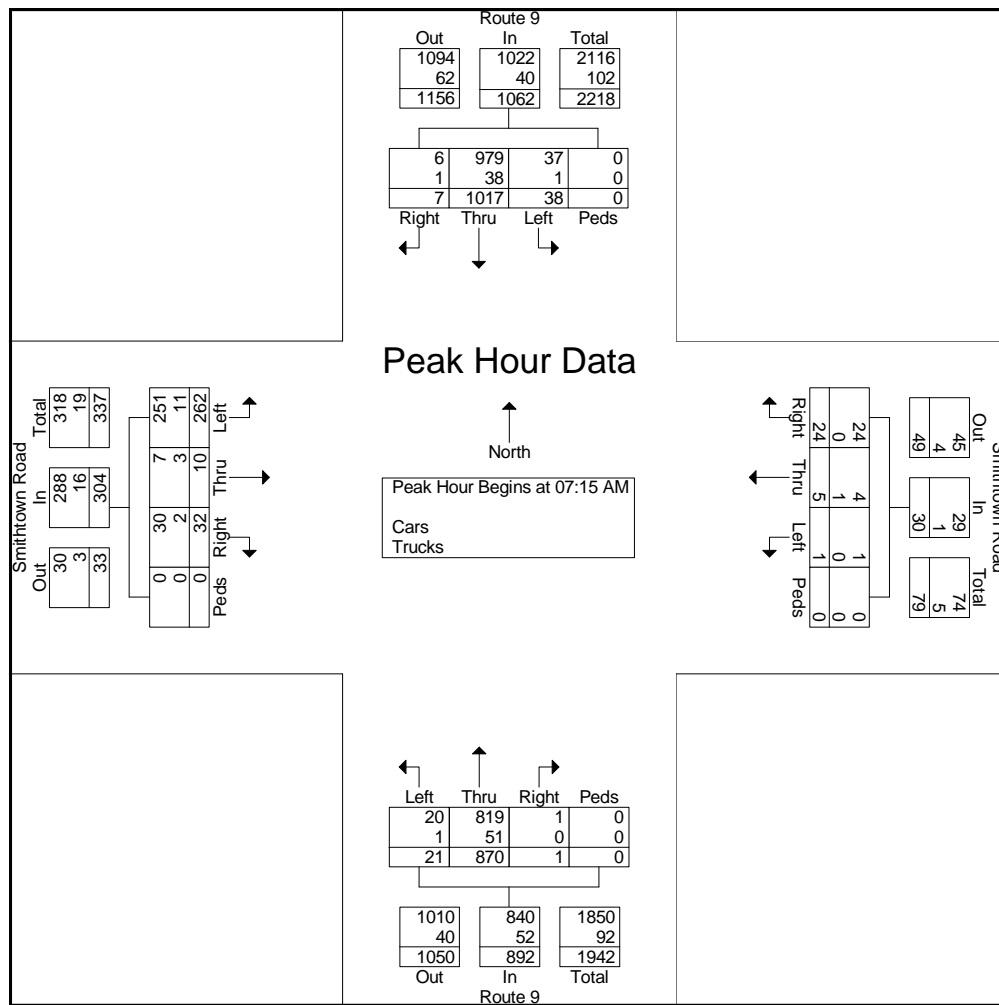 Route 9
Out In Total
1094 1022 2116
62 40 102
1156 1062 2218
6 979 37 0
1 38 1 0
7 1017 38 0
Right Thru Left Peds
Peak Hour Data
North
Peak Hour Begins at 07:15 AM
Cars
Trucks
Smithtown Road
Out In Total
30 288 318
3 16 19
33 304 337
0 30 7 251
0 2 3 11
0 32 10 262
Peds Right Thru Left
Smithtown Road
Out In Total
45 29 74
4 1 5
49 30 79
24 4 1 0
0 1 0 0
24 5 1 0
Right Thru Left Peds
Left Thru Right Peds
20 819 1 0
1 51 0 0
21 870 1 0
1010 840 1850
40 52 92
1050 892 1942
Out In Total
Route 9